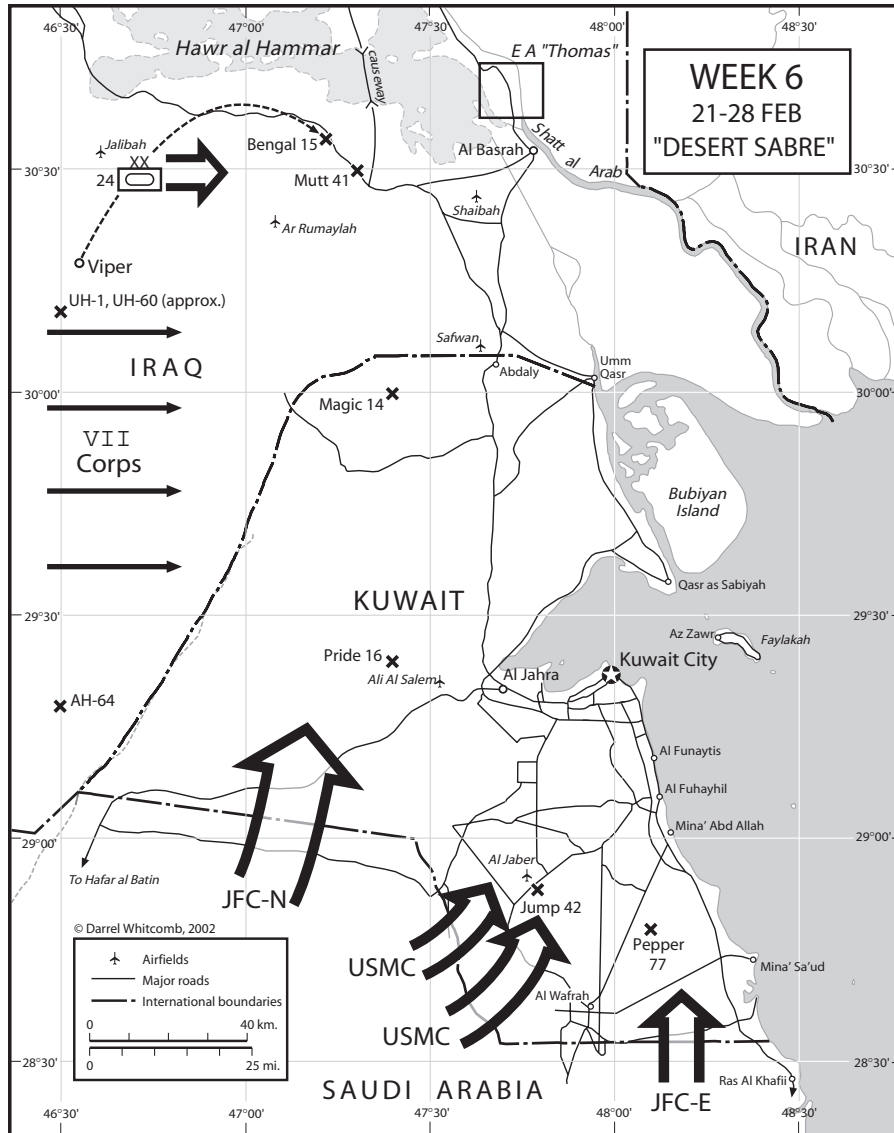 46°30'
47°00'
47°30'
48°00'
48°30'
Hawr al Hammar
causeway
E A "Thomas"
WEEK 6
21-28 FEB
"DESERT SABRE"
Jalibah
XX
24
Bengal 15
Mutt 41
Al Basrah
Shatt
al
Arab
30°30'
30°30'
Shaibah
Ar Rumaylah
IRAN
Viper
UH-1, UH-60 (approx.)
IRAQ
Safwan
Abdaly
Umm
Qasr
30°00'
30°00'
Magic 14
VII
Corps
Bubiyan
Island
Qasr as Sabiyah
KUWAIT
29°30'
29°30'
Az Zawr
Faylakah
Pride 16
Kuwait City
Ali Al Salem
Al Jahra
AH-64
Al Funaytis
Al Fuhayhil
Mina' Abd Allah
29°00'
29°00'
To Hafar al Batin
JFC-N
Al Jaber
Jump 42
Pepper
77
© Darrel Whitcomb, 2002
Airfields
Major roads
International boundaries
0
40 km.
0
25 mi.
USMC
USMC
Mina' Sa'ud
Al Wafrah
28°30'
28°30'
SAUDI ARABIA
JFC-E
Ras Al Khafii
46°30'
47°00'
47°30'
48°00'
48°30'